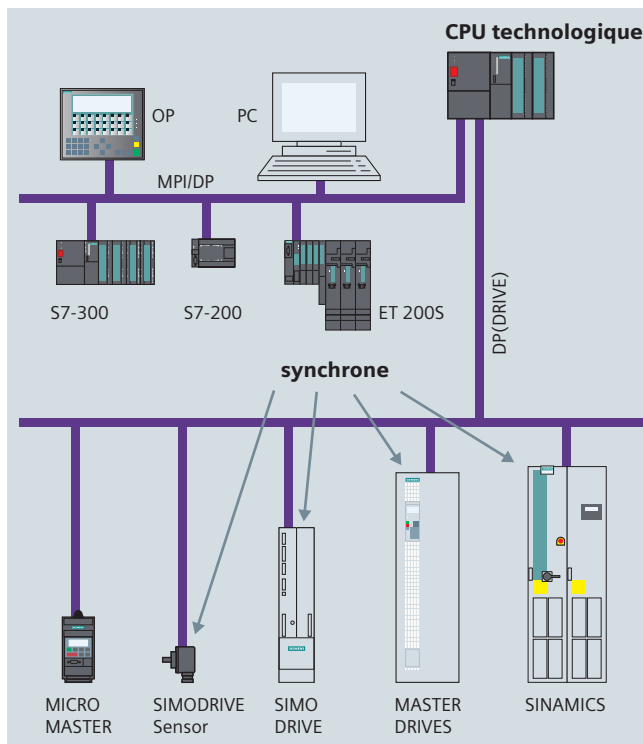 CPU technologique
OP
PC
MPI/DP
S7-300
S7-200
ET 200S
DP(DRIVE)
synchrone
MICRO
MASTER
SIMODRIVE
Sensor
SIMO
DRIVE
MASTER
DRIVES
SINAMICS